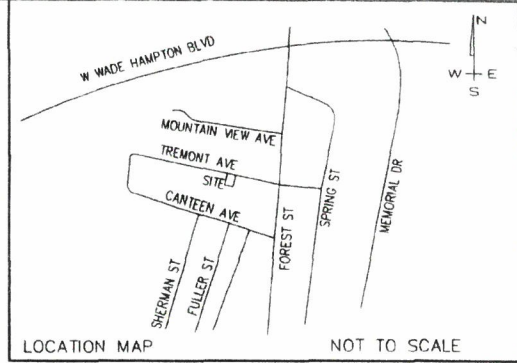 N
W WADE HAMPTON BLVD
W E
S
MOUNTAIN VIEW AVE
TREMONT AVE
SITE
CANTEEN AVE
SHERMAN ST
FULLER ST
FOREST ST
SPRING ST
MEMORIAL DR
LOCATION MAP
NOT TO SCALE